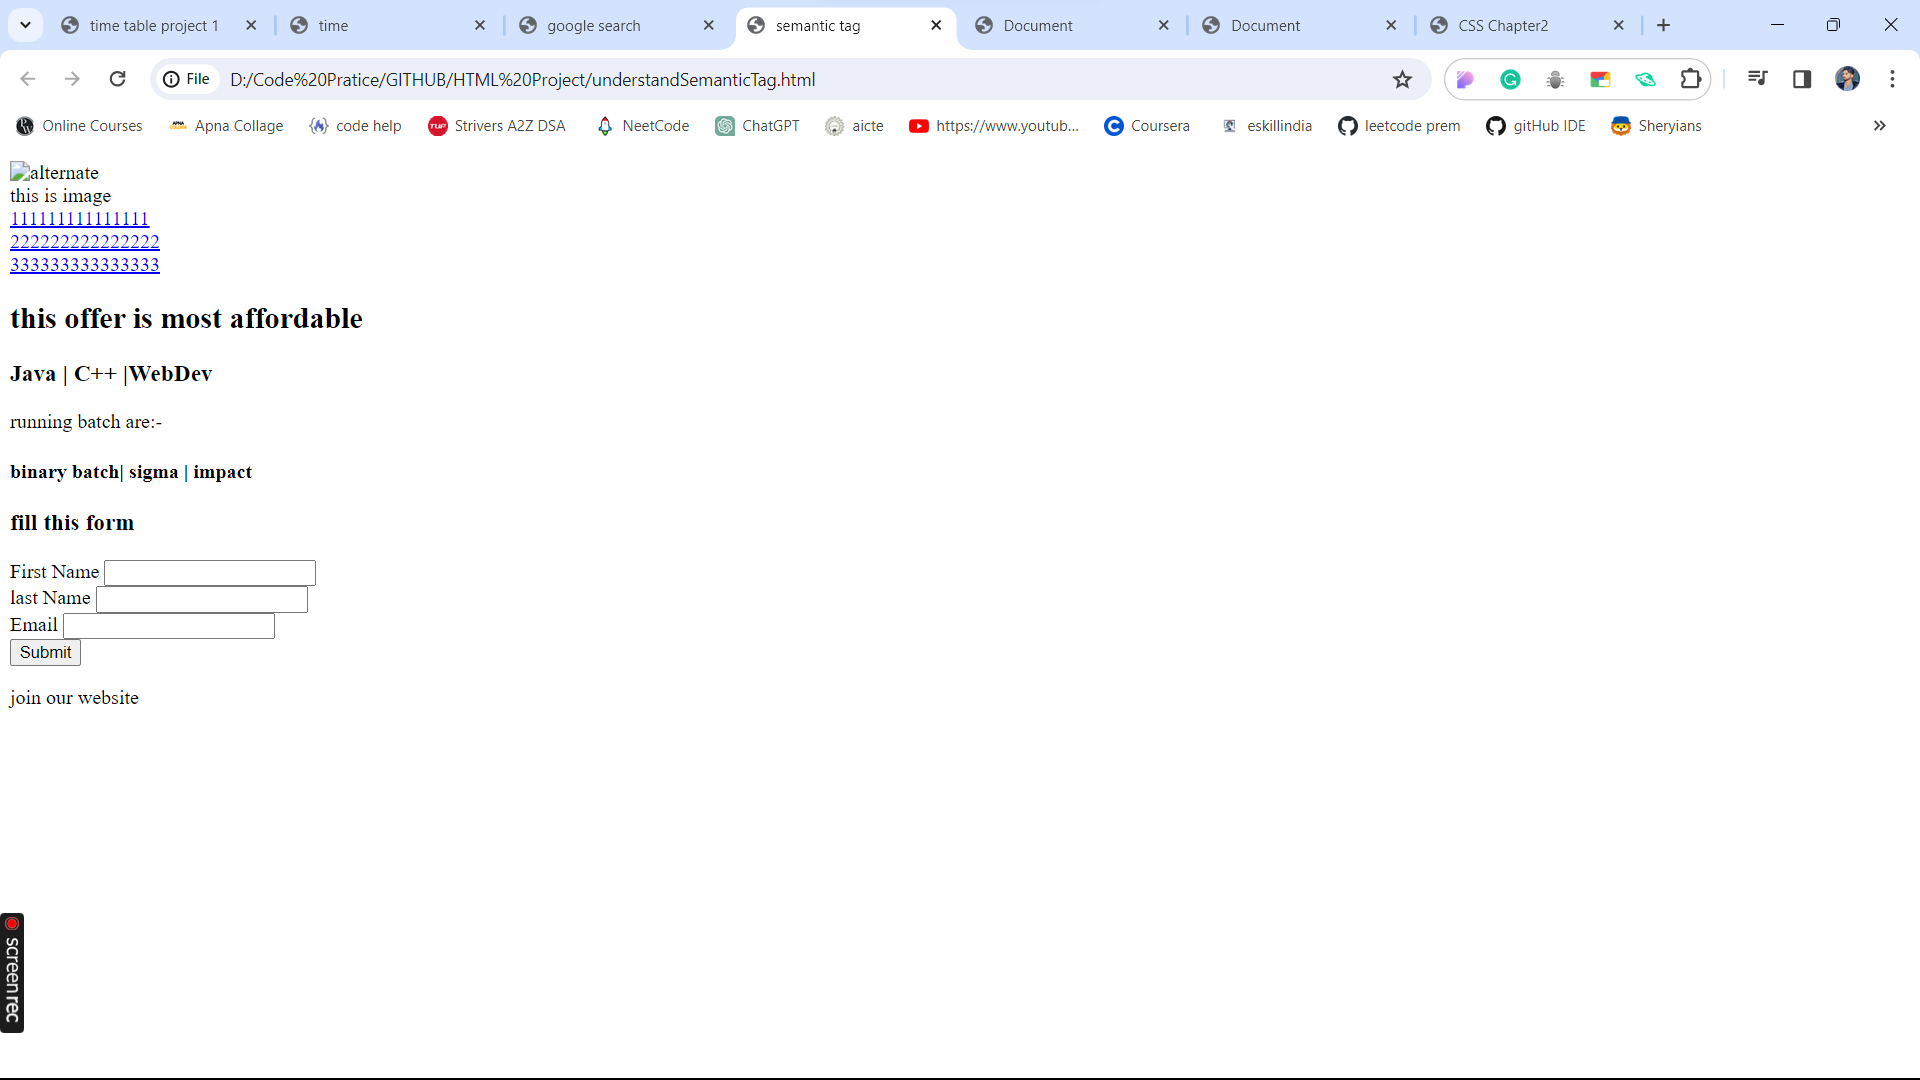 time table project 1
time
google search
semantic tag
Document
Document
CSS Chapter2
File
D:/Code%20Pratice/GITHUB/HTML%20Project/understandSemanticTag.html
Online Courses
APNA COLLEGE Apna Collage
code help
TUF Strivers A2Z DSA
NeetCode
ChatGPT
aicte
https://www.youtub...
Coursera
eskillindia
leetcode prem
gitHub IDE
Sheryians
alternate
this is image
111111111111111
222222222222222
333333333333333
this offer is most affordable
Java | C++ |WebDev
running batch are:-
binary batch| sigma | impact
fill this form
First Name
last Name
Email
Submit
join our website
screenrec